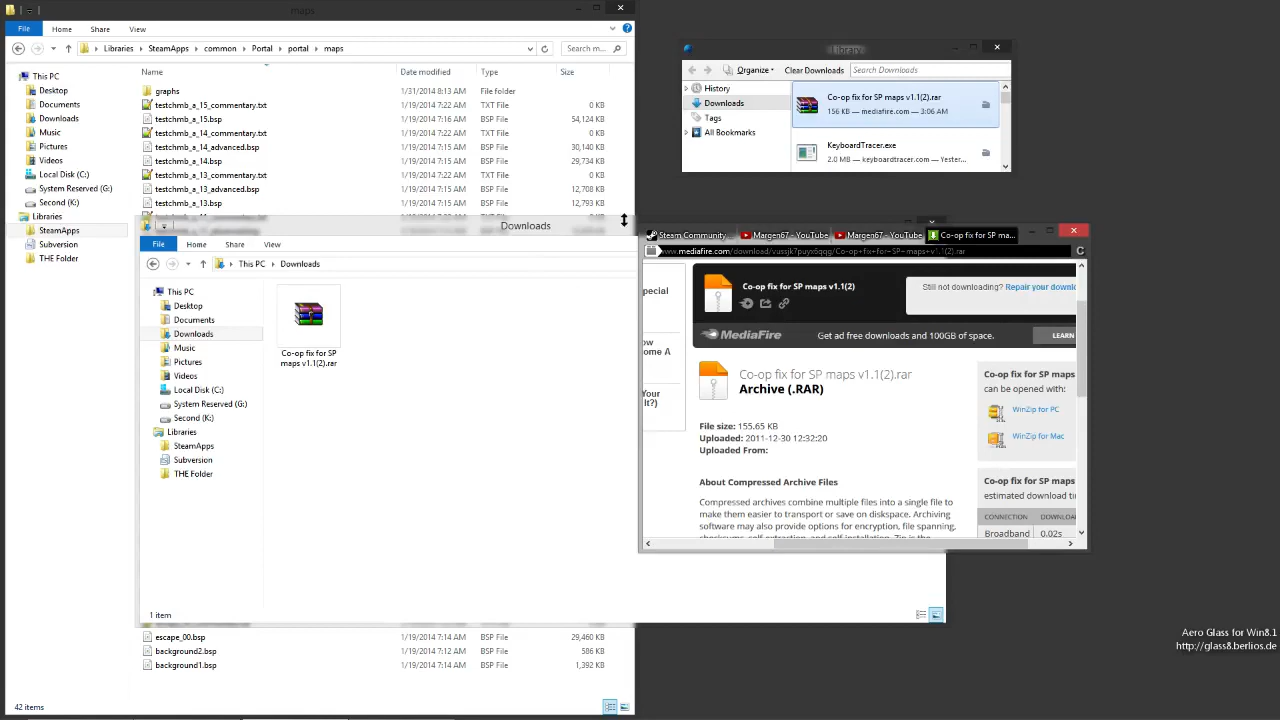 maps
File Home Share View
Libraries SteamApps common Portal portal maps
Search m...
This PC
Desktop
Documents
Downloads
Music
Pictures
Videos
Local Disk (C:)
System Reserved (G:)
Second (K:)
Libraries
SteamApps
Subversion
THE Folder
Name Date modified Type Size
graphs 1/31/2014 8:13 AM File folder
testchmb_a_15_commentary.txt 1/19/2014 7:22 AM TXT File 0 KB
testchmb_a_15.bsp 1/19/2014 7:16 AM BSP File 54,124 KB
testchmb_a_14_commentary.txt 1/19/2014 7:22 AM TXT File 0 KB
testchmb_a_14_advanced.bsp 1/19/2014 7:15 AM BSP File 30,140 KB
testchmb_a_14.bsp 1/19/2014 7:15 AM BSP File 29,734 KB
testchmb_a_13_commentary.txt 1/19/2014 7:22 AM TXT File 0 KB
testchmb_a_13_advanced.bsp 1/19/2014 7:15 AM BSP File 12,708 KB
testchmb_a_13.bsp 1/19/2014 7:15 AM BSP File 12,793 KB
escape_00.bsp 1/19/2014 7:14 AM BSP File 29,460 KB
background2.bsp 1/19/2014 7:12 AM BSP File 586 KB
background1.bsp 1/19/2014 7:14 AM BSP File 1,392 KB
42 items
Downloads
File Home Share View
This PC Downloads
This PC
Desktop
Documents
Downloads
Music
Pictures
Videos
Local Disk (C:)
System Reserved (G:)
Second (K:)
Libraries
SteamApps
Subversion
THE Folder
Co-op fix for SP
maps v1.1(2).rar
1 item
Library
Organize Clear Downloads Search Downloads
History
Downloads
Tags
All Bookmarks
Co-op fix for SP maps v1.1(2).rar
156 KB — mediafire.com — 3:06 AM
KeyboardTracer.exe
2.0 MB — keyboardtracer.com — Yester...
Steam Community... Margen67 - YouTube Margen67 - YouTube Co-op fix for SP ma...
pecial
ow
ome A
Your
It?)
Co-op fix for SP maps v1.1(2)
Still not downloading? Repair your downlo
MediaFire Get ad free downloads and 100GB of space. LEARN
Co-op fix for SP maps v1.1(2).rar
Archive (.RAR)
File size: 155.65 KB
Uploaded: 2011-12-30 12:32:20
Uploaded From:
About Compressed Archive Files
Compressed archives combine multiple files into a single file to
make them easier to transport or save on diskspace. Archiving
software may also provide options for encryption, file spanning,
Co-op fix for SP maps
can be opened with:
WinZip for PC
WinZip for Mac
Co-op fix for SP maps
estimated download ti
CONNECTION DOWNLOA
Broadband 0.02s
Aero Glass for Win8.1
http://glass8.berlios.de